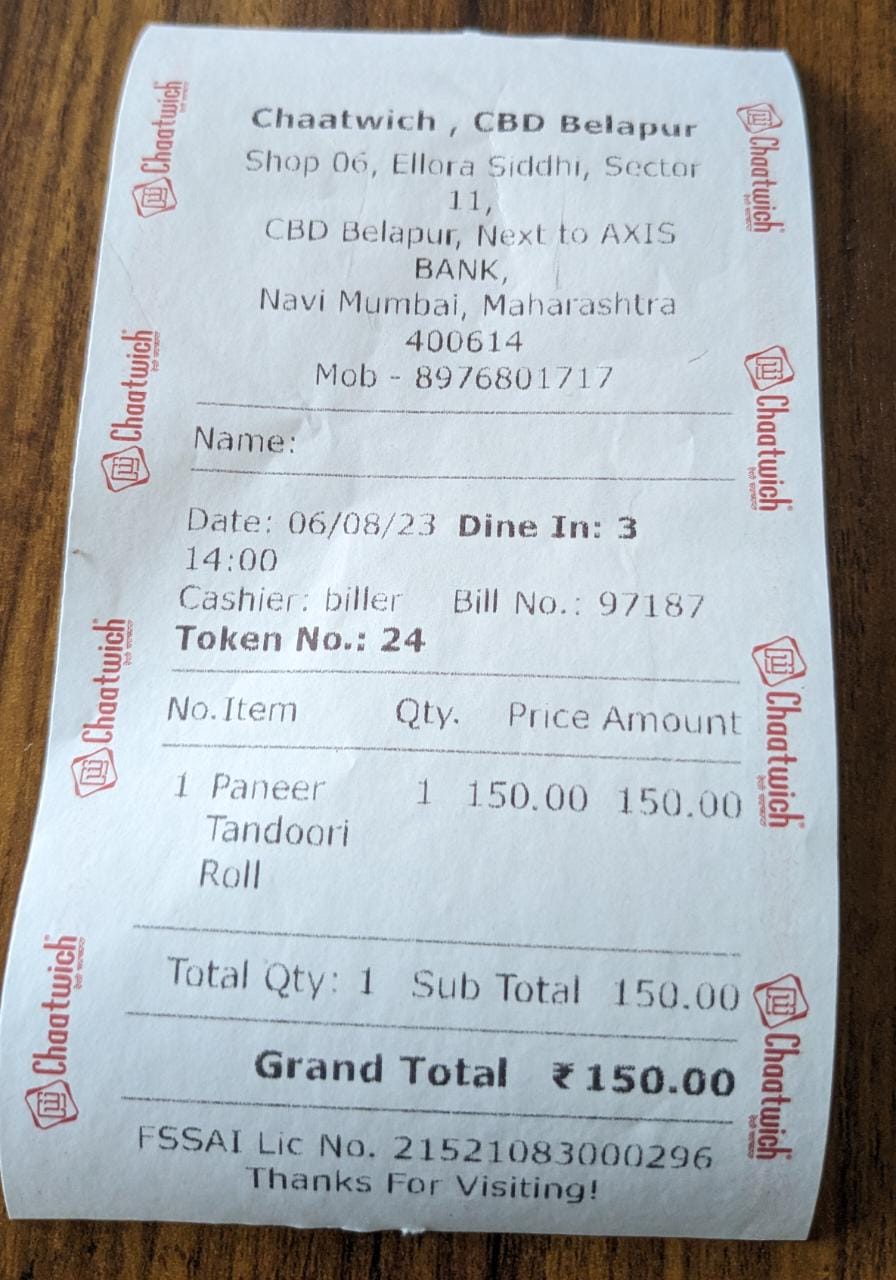 Chaatwich , CBD Belapur
Shop 06, Ellora Siddhi, Sector
11,
CBD Belapur, Next to AXIS
BANK,
Navi Mumbai, Maharashtra
400614
Mob - 8976801717
Name:
Date: 06/08/23 Dine In: 3
14:00
Cashier: biller Bill No.: 97187
Token No.: 24
No.Item Qty. Price Amount
1 Paneer 1 150.00 150.00
Tandoori
Roll
Total Qty: 1 Sub Total 150.00
Grand Total ₹150.00
FSSAI Lic No. 21521083000296
Thanks For Visiting!
Chaatwich
Chaatwich
Chaatwich
Chaatwich
Chaatwich
Chaatwich
Chaatwich
Chaatwich